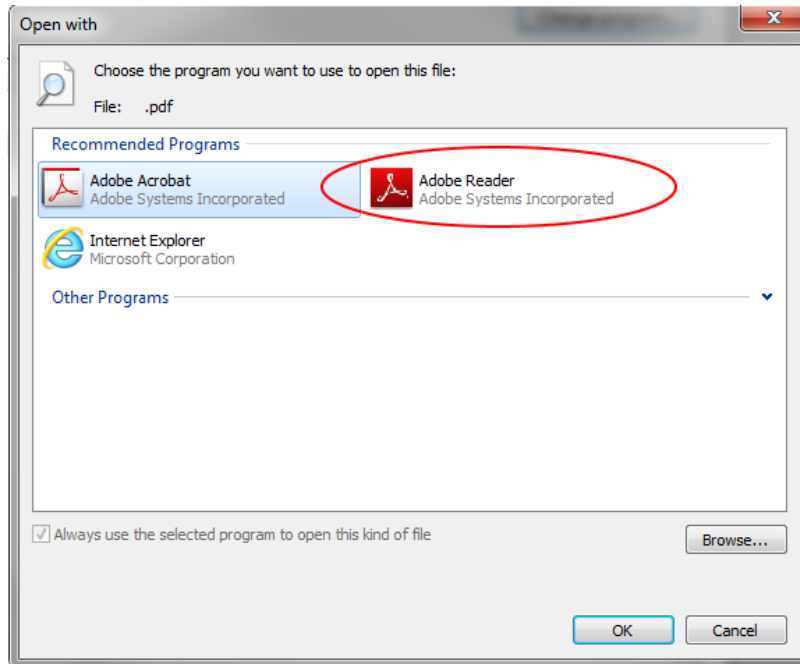 Open with
Choose the program you want to use to open this file:
File: .pdf
Recommended Programs
Adobe Acrobat
Adobe Systems Incorporated
Adobe Reader
Adobe Systems Incorporated
Internet Explorer
Microsoft Corporation
Other Programs
Always use the selected program to open this kind of file
Browse...
OK
Cancel